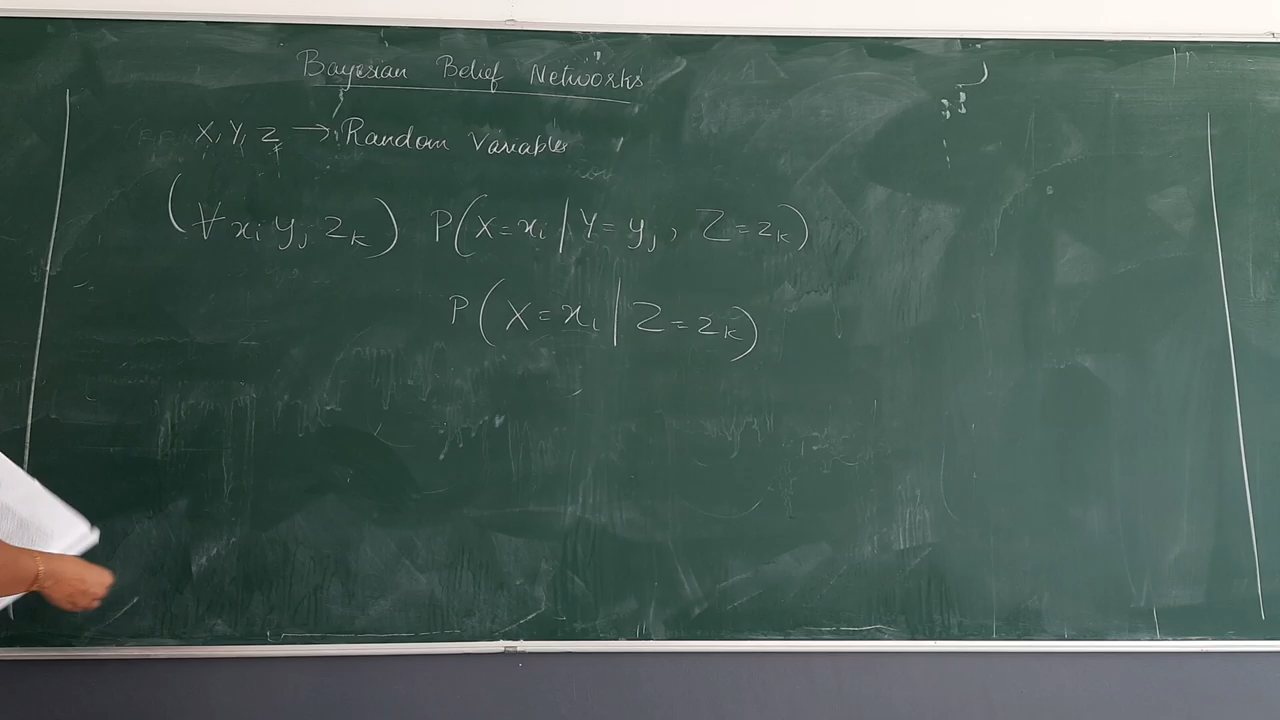 Bayesian Belief Networks
X, Y, Z → Random Variables
(∀ xi yj zk) P(X=xi | Y=yj, Z=zk)
P(X=xi | Z=zk)